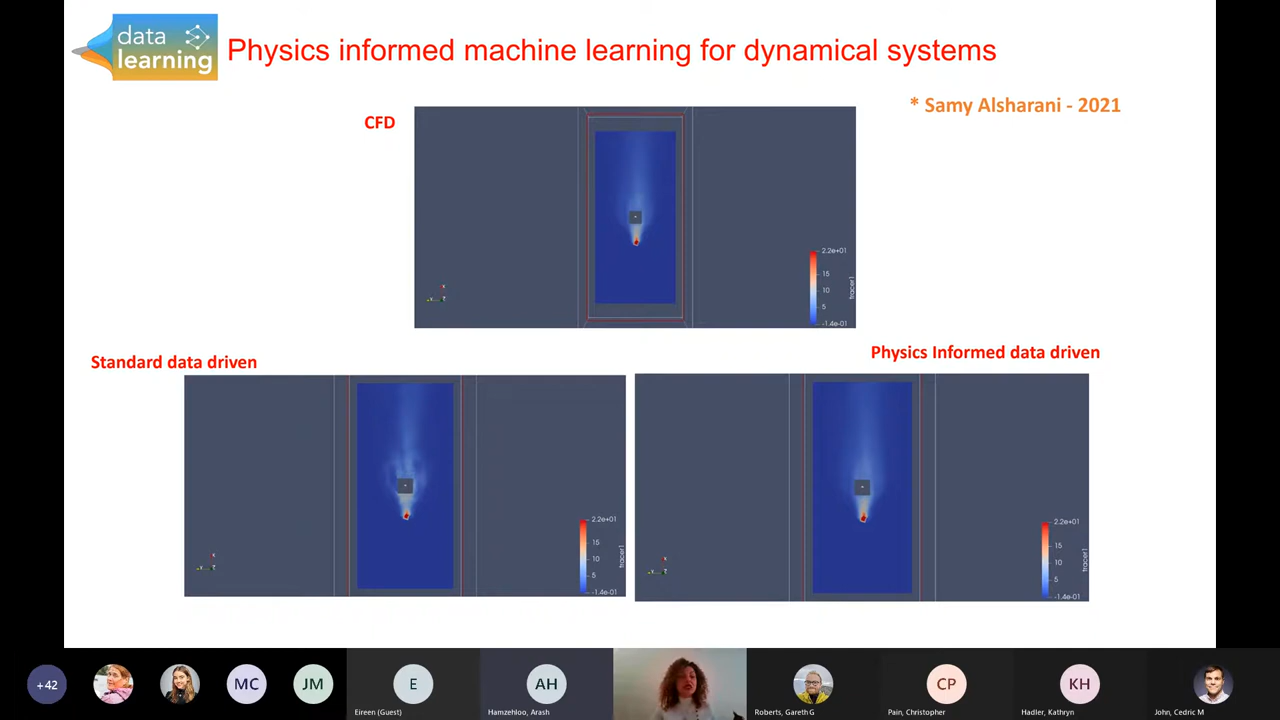 data
learning
Physics informed machine learning for dynamical systems
* Samy Alsharani - 2021
CFD
2.2e+01
15
10
5
-1.4e-01
tracer1
Standard data driven
Physics Informed data driven
2.2e+01
15
10
5
-1.4e-01
tracer1
2.2e+01
15
10
5
-1.4e-01
tracer1
+42
MC
JM
E
Eireen (Guest)
AH
Hamzehloo, Arash
Roberts, Gareth G
CP
Pain, Christopher
KH
Hadler, Kathryn
John, Cedric M